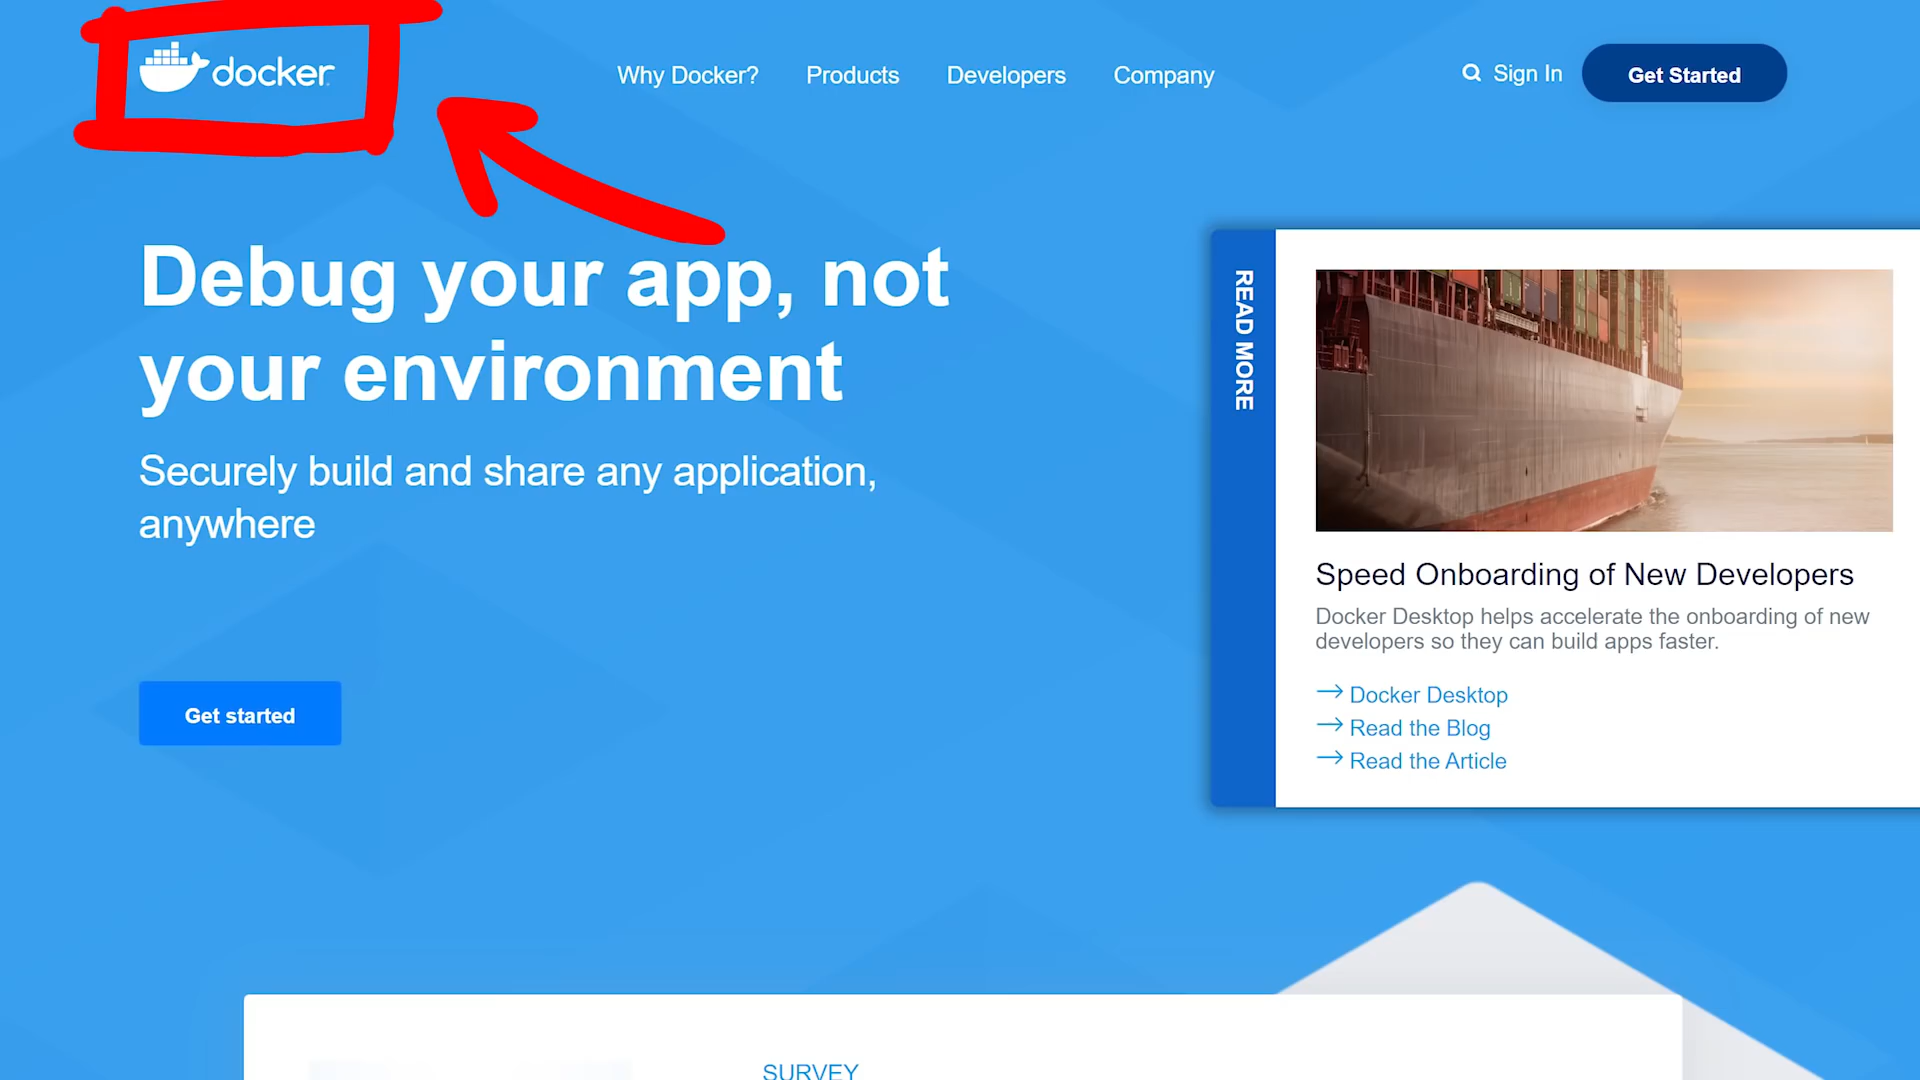 docker
Why Docker?
Products
Developers
Company
Sign In
Get Started
Debug your app, not
your environment
Securely build and share any application,
anywhere
Get started
READ MORE
Speed Onboarding of New Developers
Docker Desktop helps accelerate the onboarding of new
developers so they can build apps faster.
Docker Desktop
Read the Blog
Read the Article
SURVEY